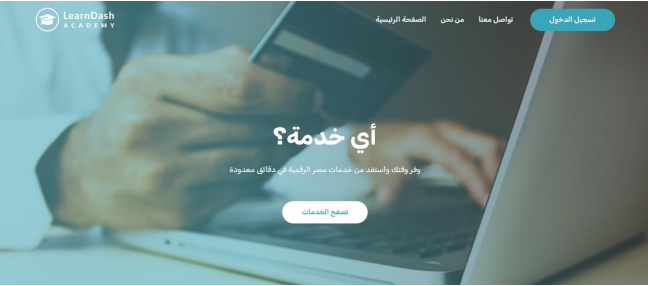 LearnDash
ACADEMY
الصفحة الرئيسية
من نحن
تواصل معنا
تسجيل الدخول
أي خدمة؟
وفر وقتك واستفد من خدمات مصر الرقمية في دقائق معدودة
تصفح الخدمات